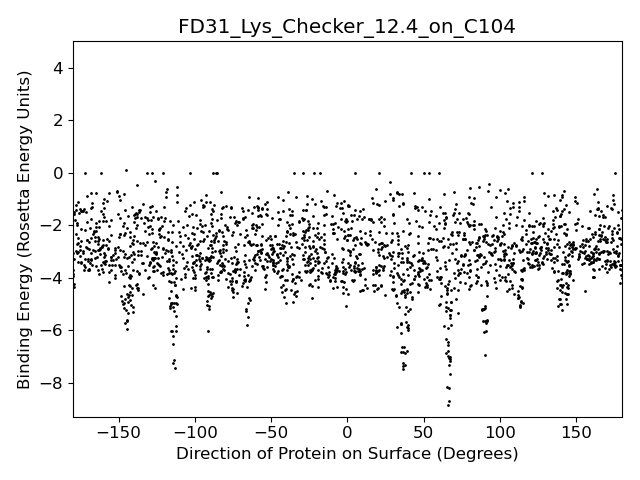 FD31_Lys_Checker_12.4_on_C104
Binding Energy (Rosetta Energy Units)
4
2
0
−2
−4
−6
−8
−150 −100 −50 0 50 100 150
Direction of Protein on Surface (Degrees)